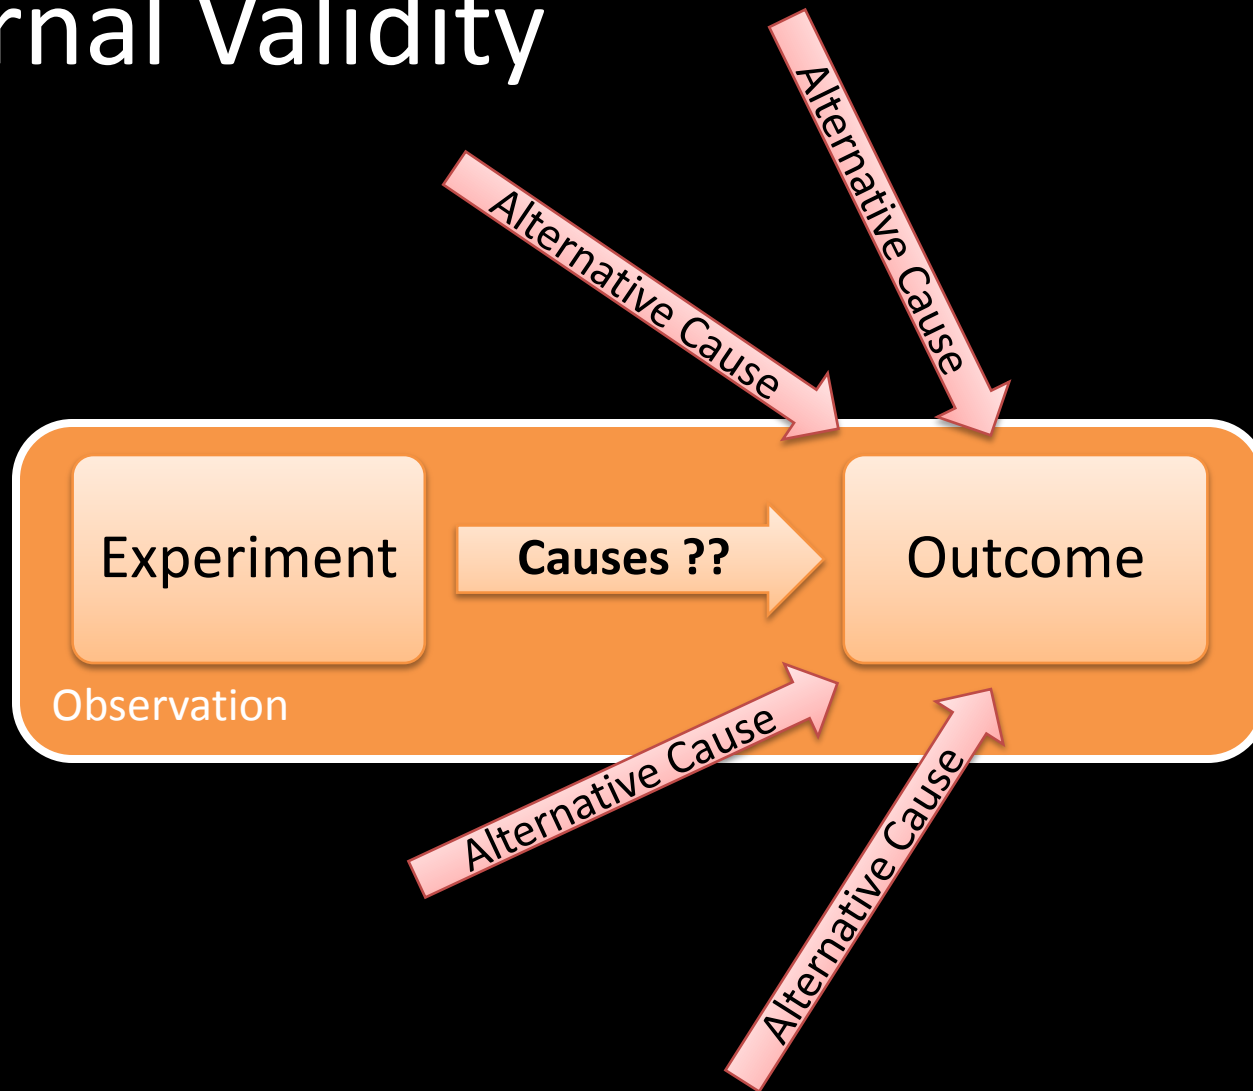 rnal Validity
Alternative Cause
Alternative Cause
Experiment
Causes ??
Outcome
Observation
Alternative Cause
Alternative Cause